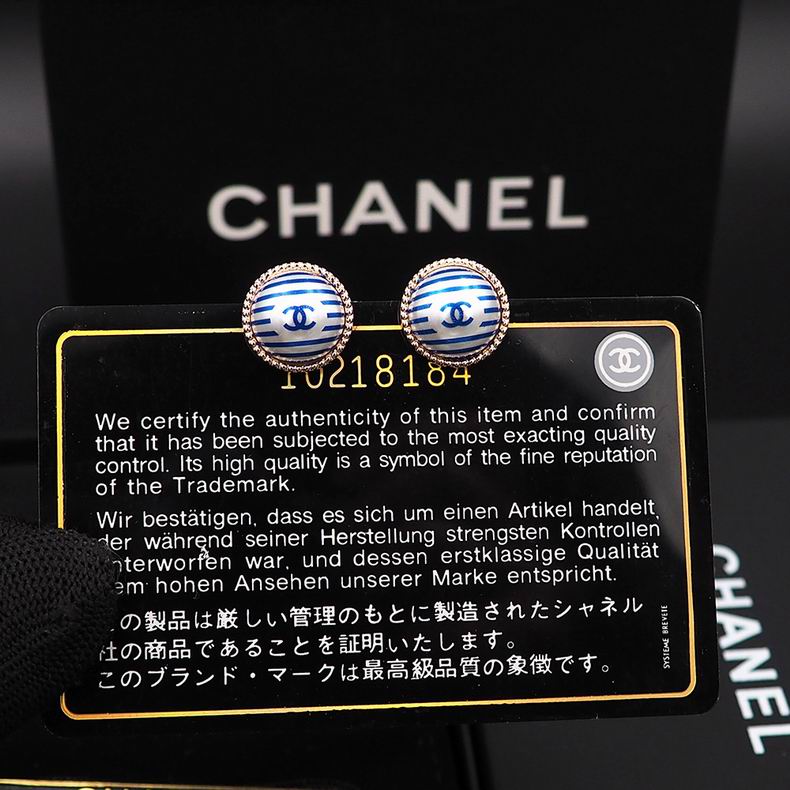 CHANEL
10218184
We certify the authenticity of this item and confirm
that it has been subjected to the most exacting quality
control. Its high quality is a symbol of the fine reputation
of the Trademark.
Wir bestätigen, dass es sich um einen Artikel handelt,
der während seiner Herstellung strengsten Kontrollen
unterworfen war, und dessen erstklassige Qualität
dem hohen Ansehen unserer Marke entspricht.
この製品は厳しい管理のもとに製造されたシャネル
社の商品であることを証明いたします。
このブランド・マークは最高級品質の象徴です。
SYSTEME BREVETE
CHANEL